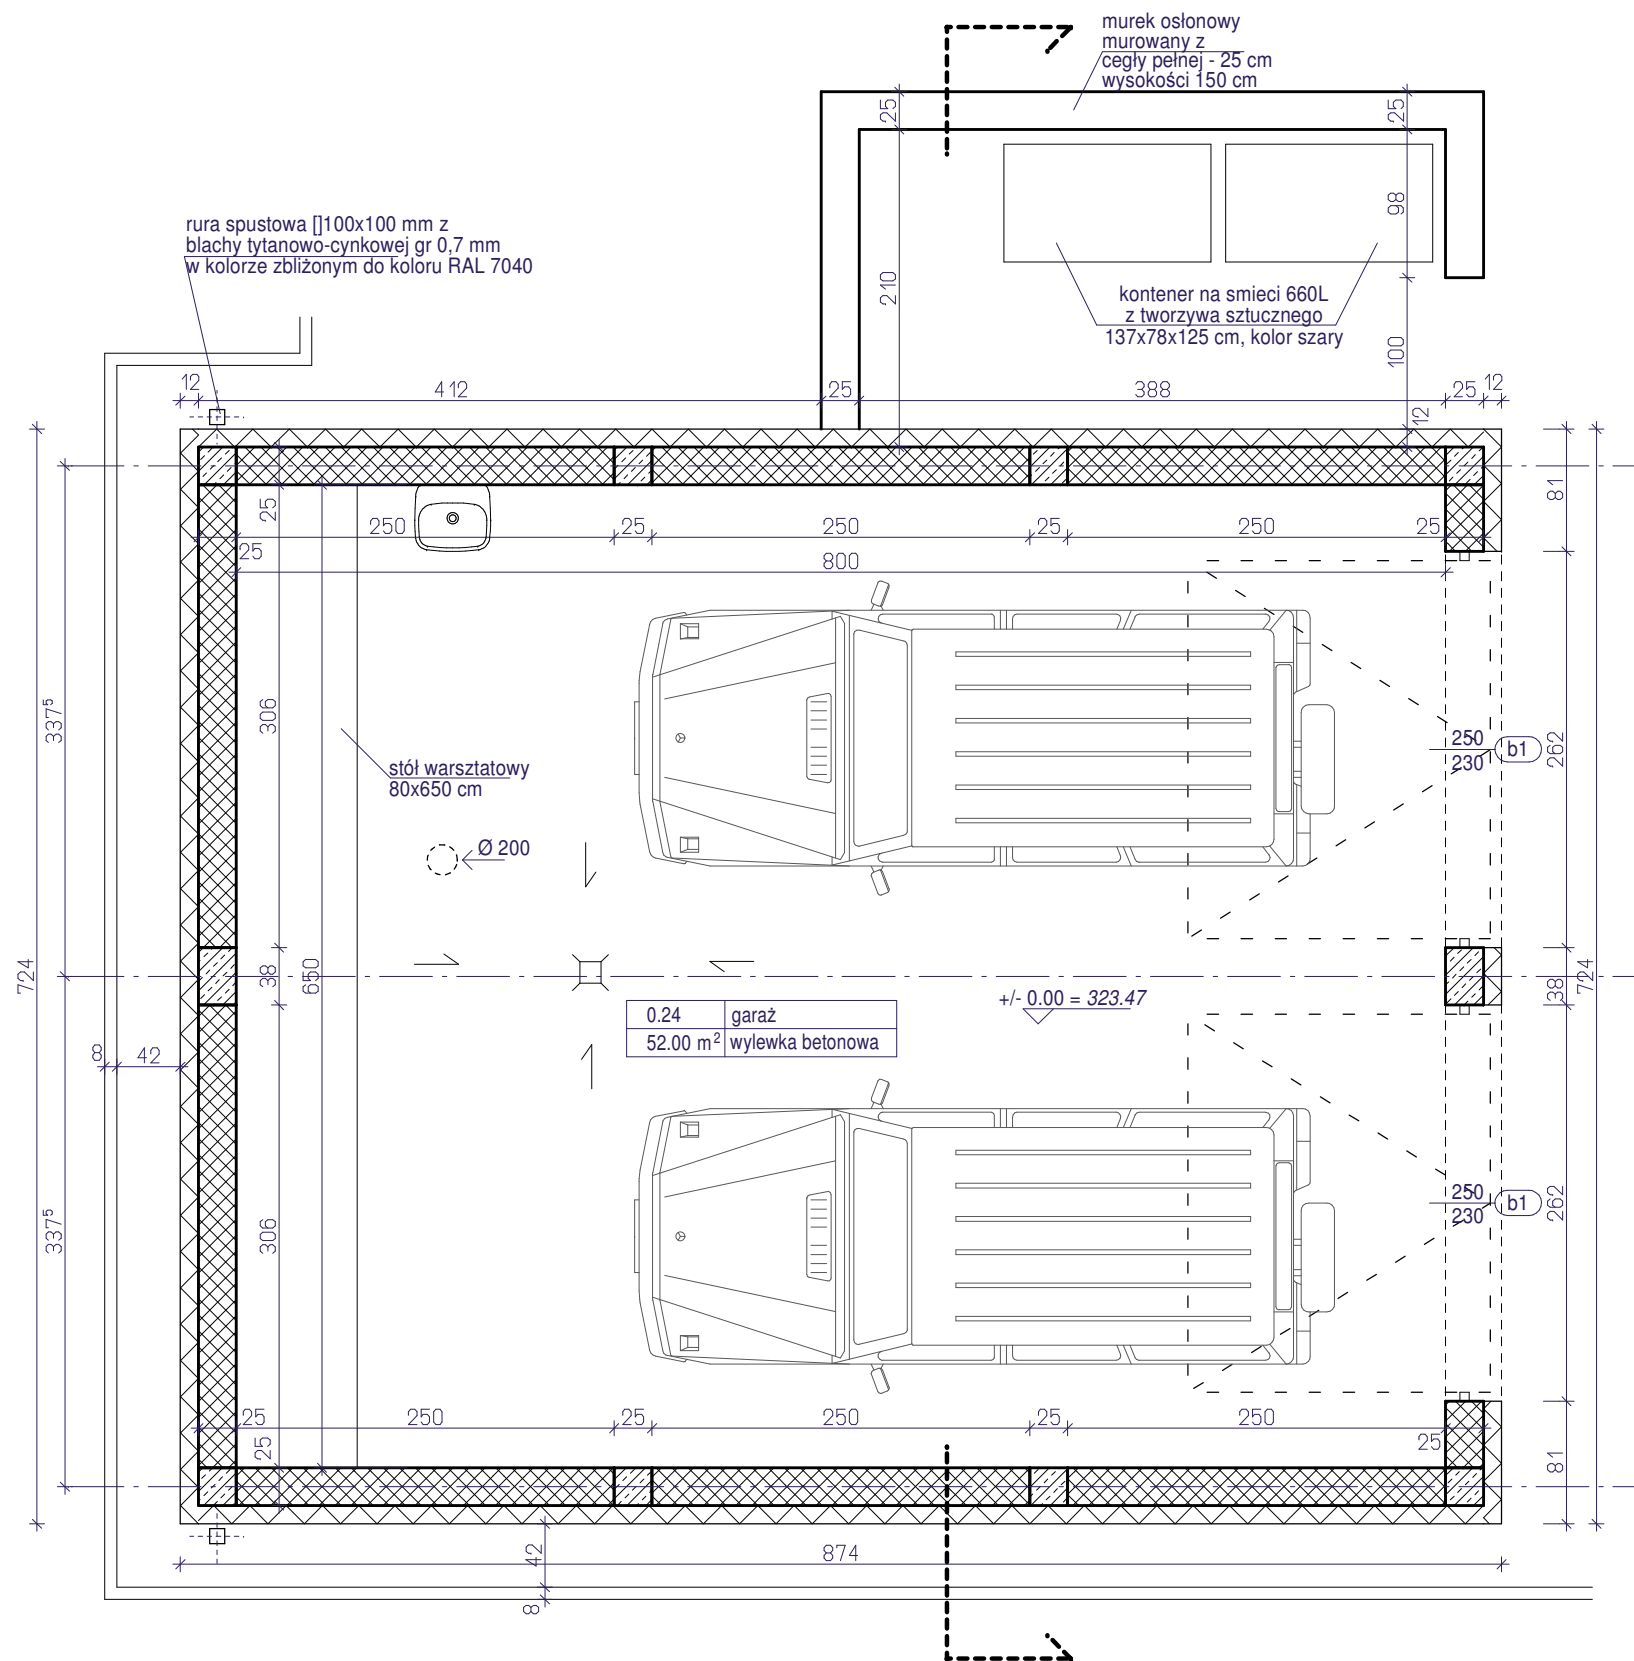 murek osłonowy
murowany z
cegły pełnej - 25 cm
wysokości 150 cm
25
25
98
210
100
rura spustowa []100x100 mm z
blachy tytanowo-cynkowej gr 0,7 mm
w kolorze zbliżonym do koloru RAL 7040
kontener na smieci 660L
z tworzywa sztucznego
137x78x125 cm, kolor szary
12
412
25
388
25
12
12
81
25
250
25
250
25
250
25
25
800
337⁵
306
262
250
230
b1
stół warsztatowy
80x650 cm
Ø 200
724
38
650
38
724
+/- 0.00 = 323.47
0.24
garaż
52.00 m²
wylewka betonowa
8
42
337⁵
306
262
250
230
b1
25
250
25
250
25
250
25
25
81
42
874
8